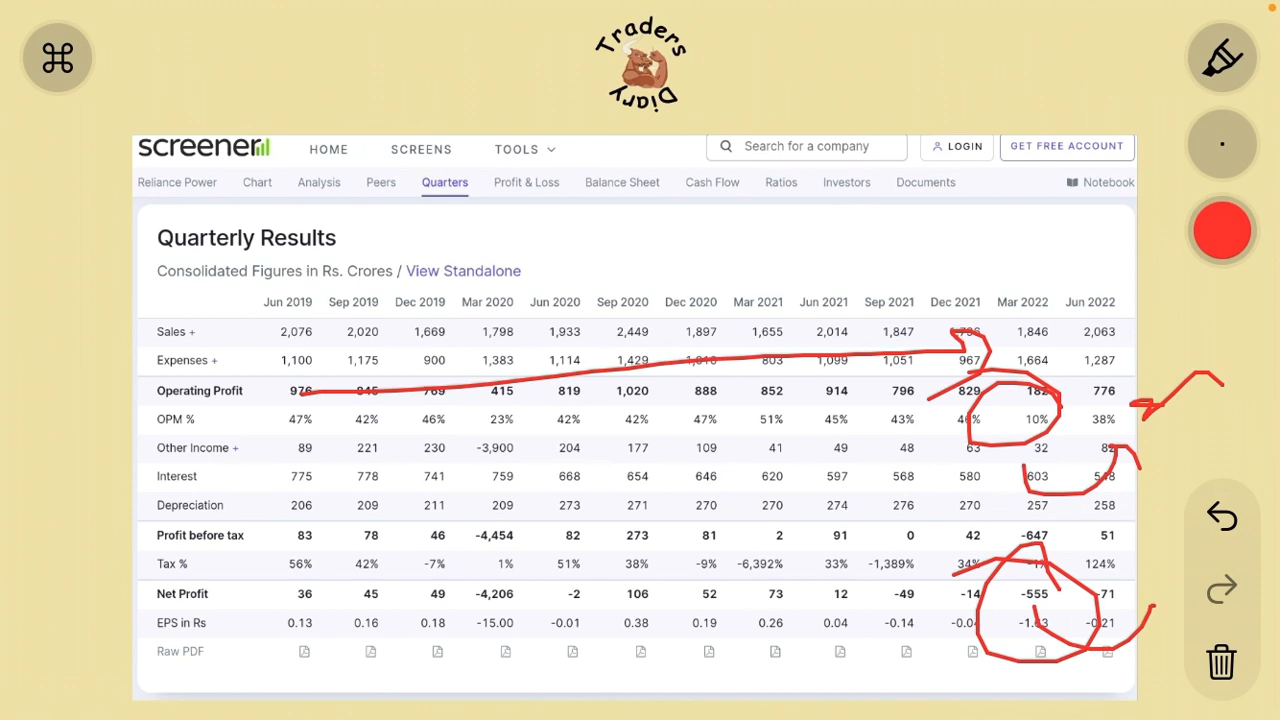 Traders
Diary
screener
HOME SCREENS TOOLS Search for a company LOGIN GET FREE ACCOUNT
Reliance Power Chart Analysis Peers Quarters Profit & Loss Balance Sheet Cash Flow Ratios Investors Documents Notebook
Quarterly Results
Consolidated Figures in Rs. Crores / View Standalone
Jun 2019 Sep 2019 Dec 2019 Mar 2020 Jun 2020 Sep 2020 Dec 2020 Mar 2021 Jun 2021 Sep 2021 Dec 2021 Mar 2022 Jun 2022
Sales + 2,076 2,020 1,669 1,798 1,933 2,449 1,897 1,655 2,014 1,847 1,846 2,063
Expenses + 1,100 1,175 900 1,383 1,114 1,429 1,010 803 1,099 1,051 967 1,664 1,287
Operating Profit 976 845 769 415 819 1,020 888 852 914 796 829 182 776
OPM % 47% 42% 46% 23% 42% 42% 47% 51% 45% 43% 10% 38%
Other Income + 89 221 230 -3,900 204 177 109 41 49 48 63 32 82
Interest 775 778 741 759 668 654 646 620 597 568 580 603 548
Depreciation 206 209 211 209 273 271 270 270 274 276 270 257 258
Profit before tax 83 78 46 -4,454 82 273 81 2 91 0 42 -647 51
Tax % 56% 42% -7% 1% 51% 38% -9% -6,392% 33% -1,389% 34% 124%
Net Profit 36 45 49 -4,206 -2 106 52 73 12 -49 -14 -555 -71
EPS in Rs 0.13 0.16 0.18 -15.00 -0.01 0.38 0.19 0.26 0.04 -0.14 -0.04 -0.21
Raw PDF